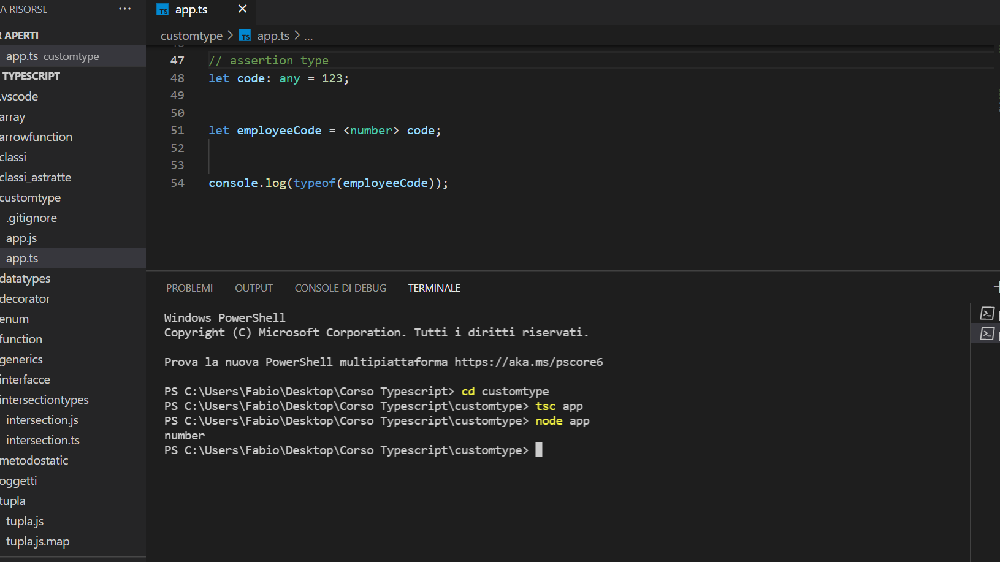 A RISORSE ···
R APERTI
app.ts customtype
TYPESCRIPT
.vscode
array
arrowfunction
classi
classi_astratte
customtype
.gitignore
app.js
app.ts
datatypes
decorator
enum
function
generics
interfacce
intersectiontypes
intersection.js
intersection.ts
metodostatic
oggetti
tupla
tupla.js
tupla.js.map
TS app.ts ×
customtype > TS app.ts > ...
47 // assertion type
48 let code: any = 123;
49
50
51 let employeeCode = <number> code;
52
53
54 console.log(typeof(employeeCode));
PROBLEMI OUTPUT CONSOLE DI DEBUG TERMINALE
Windows PowerShell
Copyright (C) Microsoft Corporation. Tutti i diritti riservati.
Prova la nuova PowerShell multipiattaforma https://aka.ms/pscore6
PS C:\Users\Fabio\Desktop\Corso Typescript> cd customtype
PS C:\Users\Fabio\Desktop\Corso Typescript\customtype> tsc app
PS C:\Users\Fabio\Desktop\Corso Typescript\customtype> node app
number
PS C:\Users\Fabio\Desktop\Corso Typescript\customtype>